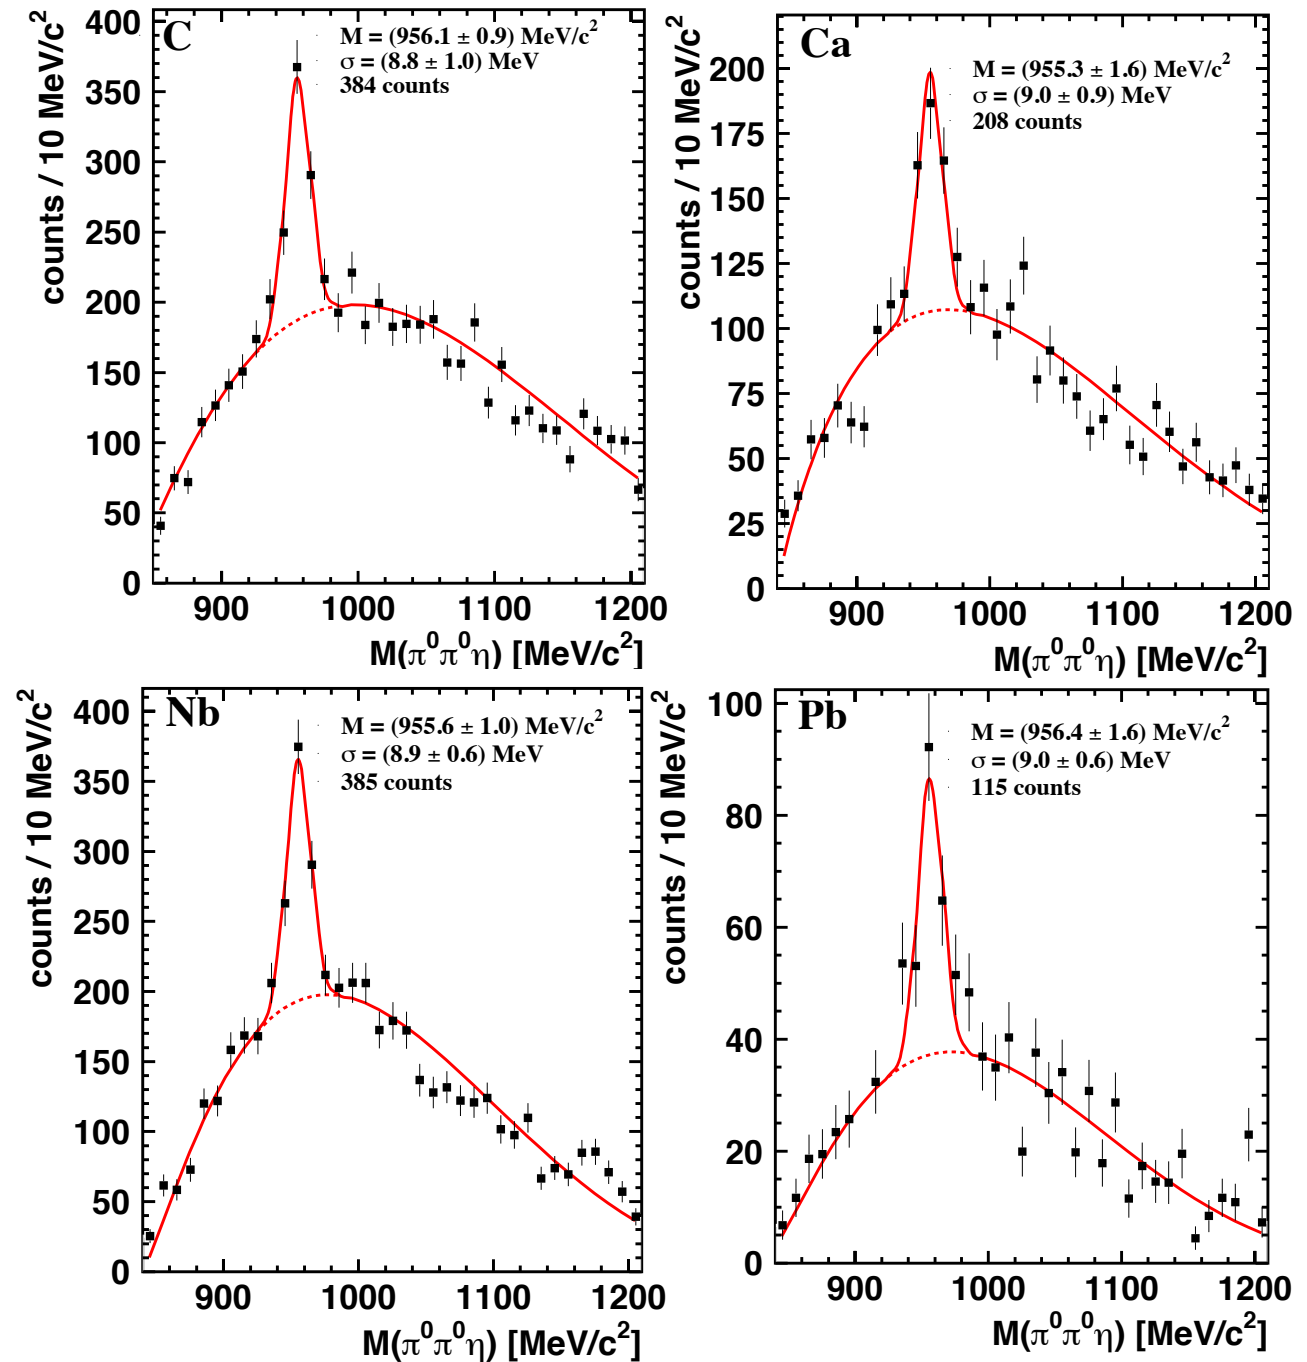 C
M = (956.1 ± 0.9) MeV/c²
σ = (8.8 ± 1.0) MeV
384 counts
counts / 10 MeV/c²
400
350
300
250
200
150
100
50
0
900 1000 1100 1200
M(π⁰π⁰η) [MeV/c²]
Ca
M = (955.3 ± 1.6) MeV/c²
σ = (9.0 ± 0.9) MeV
208 counts
counts / 10 MeV/c²
200
175
150
125
100
75
50
25
0
900 1000 1100 1200
M(π⁰π⁰η) [MeV/c²]
Nb
M = (955.6 ± 1.0) MeV/c²
σ = (8.9 ± 0.6) MeV
385 counts
counts / 10 MeV/c²
400
350
300
250
200
150
100
50
0
900 1000 1100 1200
M(π⁰π⁰η) [MeV/c²]
Pb
M = (956.4 ± 1.6) MeV/c²
σ = (9.0 ± 0.6) MeV
115 counts
counts / 10 MeV/c²
100
80
60
40
20
0
900 1000 1100 1200
M(π⁰π⁰η) [MeV/c²]